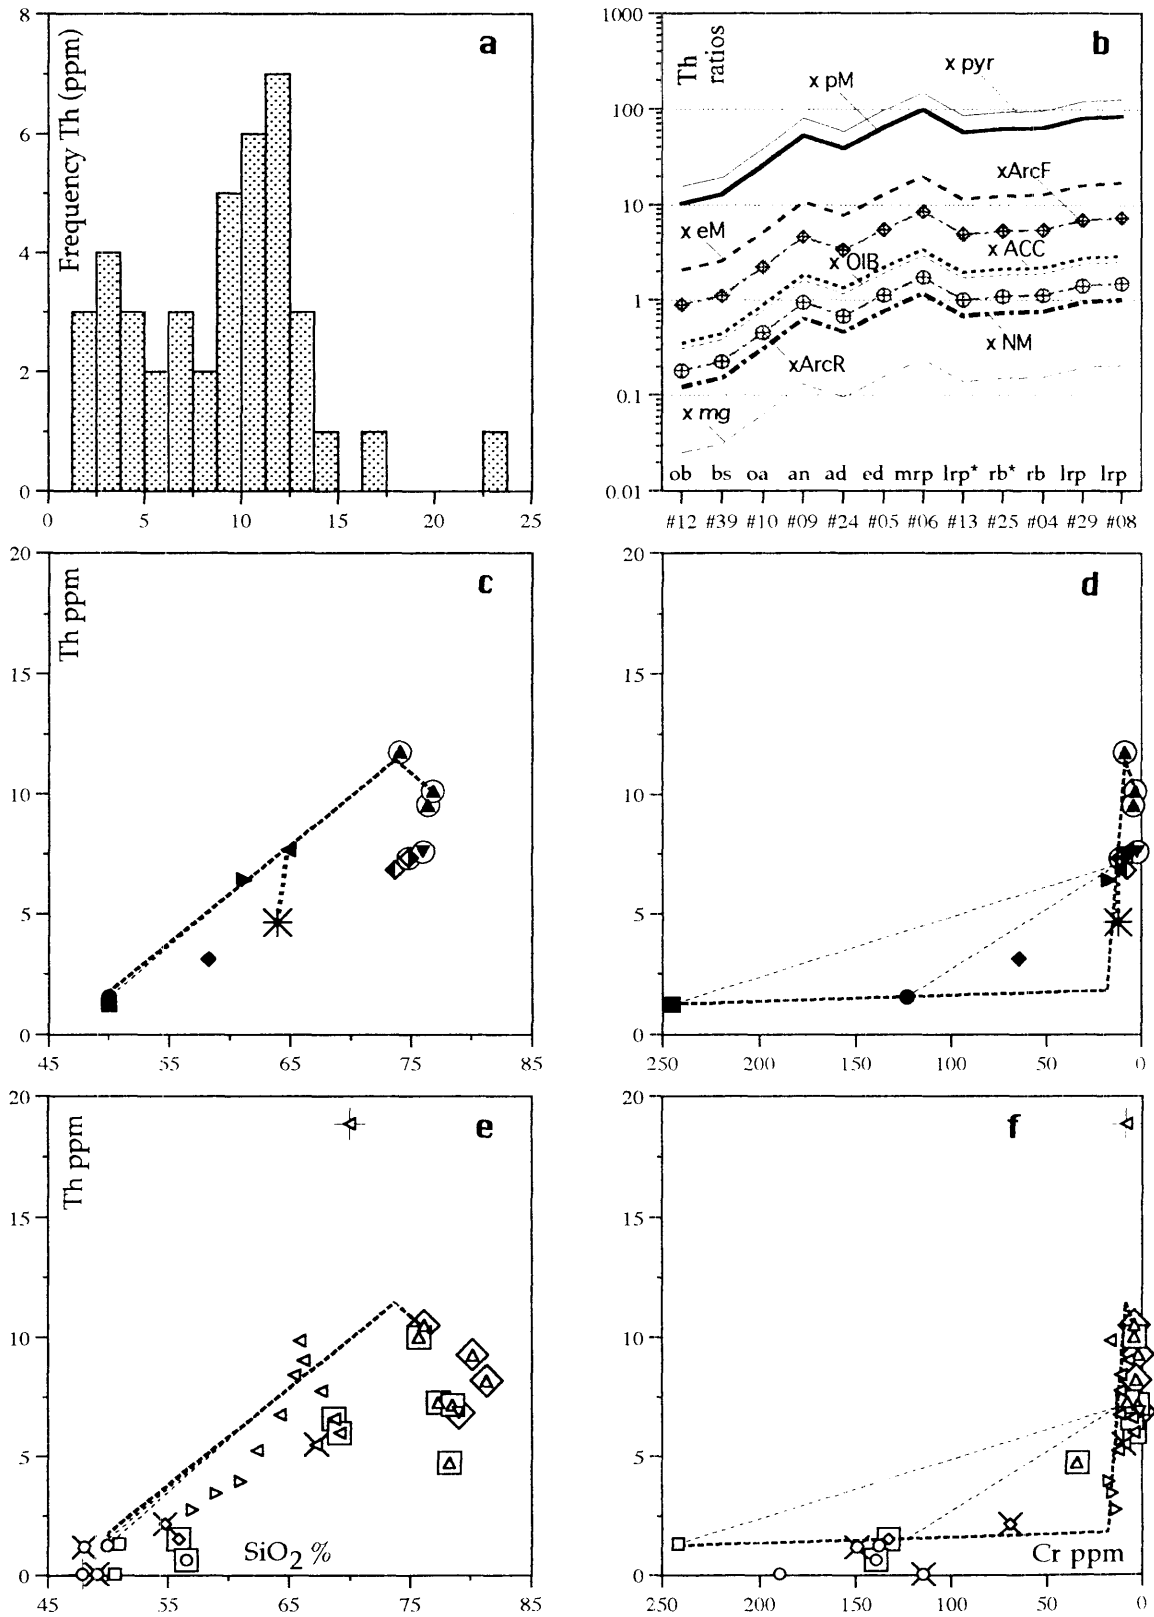 a
Frequency Th (ppm)
8
6
4
2
0
0 5 10 15 20 25
b
Th
ratios
1000
100
10
1
0.1
0.01
x pM
x pyr
xArcF
x eM
x OIB
x ACC
xArcR
x NM
x mg
ob bs oa an ad ed mrp lrp* rb* rb lrp lrp
#12 #39 #10 #09 #24 #05 #06 #13 #25 #04 #29 #08
c
Th ppm
20
15
10
5
0
45 55 65 75 85
d
20
15
10
5
0
250 200 150 100 50 0
e
Th ppm
20
15
10
5
0
SiO2 %
45 55 65 75 85
f
20
15
10
5
0
Cr ppm
250 200 150 100 50 0